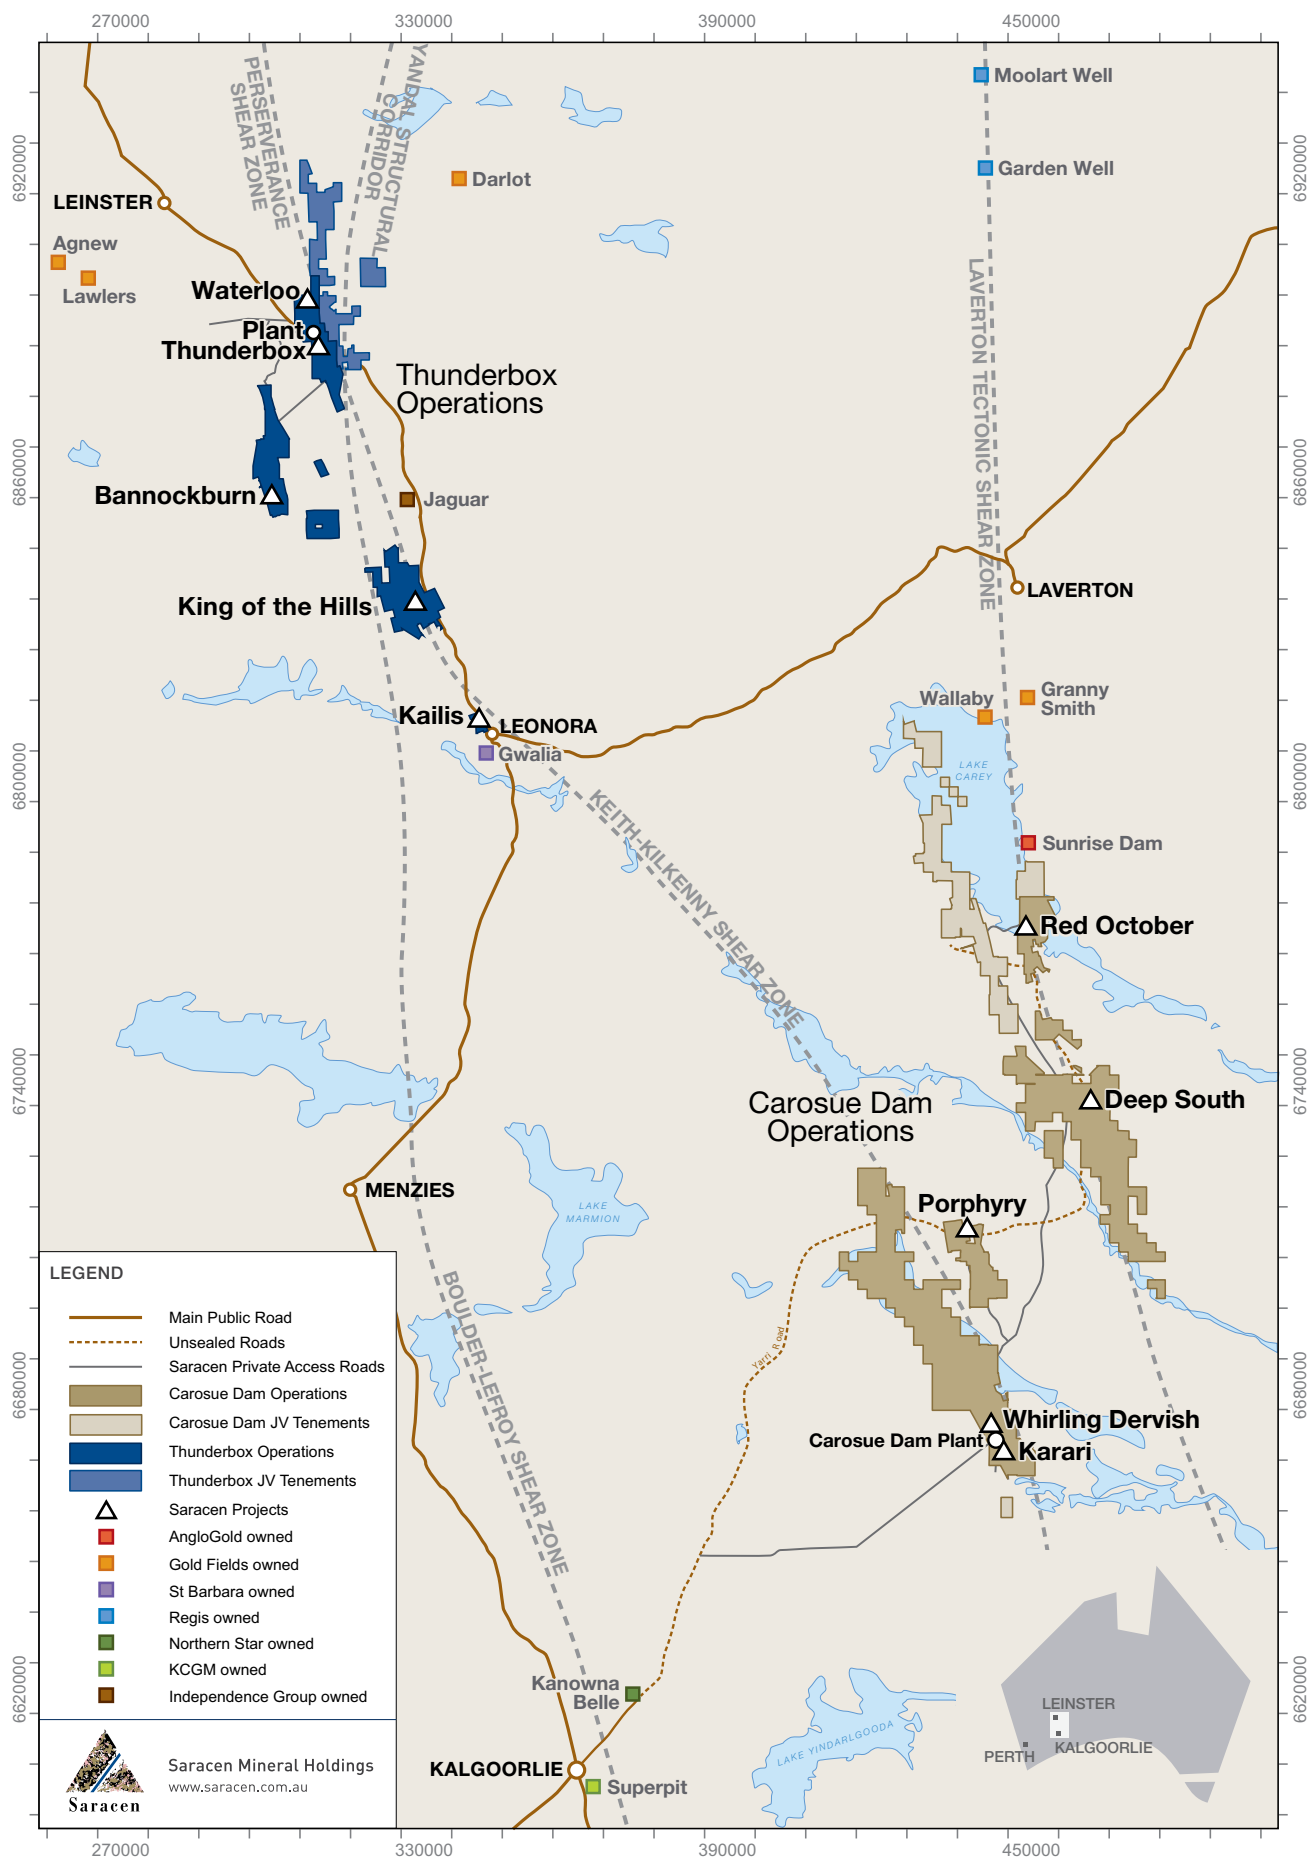 270000
330000
390000
450000
6920000
6860000
6800000
6740000
6680000
6620000
6920000
6860000
6800000
6740000
6680000
6620000
PERSERVERANCE
SHEAR ZONE
YANDAL STRUCTURAL
CORRIDOR
Moolart Well
Garden Well
Darlot
LEINSTER
Agnew
Lawlers
Waterloo
Plant
Thunderbox
Thunderbox
Operations
LAVERTON TECTONIC SHEAR ZONE
Bannockburn
Jaguar
King of the Hills
LAVERTON
Kailis
LEONORA
Gwalia
Wallaby
Granny
Smith
LAKE
CAREY
KEITH-KILKENNY SHEAR ZONE
Sunrise Dam
Red October
Carosue Dam
Operations
Deep South
MENZIES
LAKE
MARMION
Porphyry
BOULDER-LEFROY SHEAR ZONE
Yarri Road
Whirling Dervish
Carosue Dam Plant
Karari
LEGEND
Main Public Road
Unsealed Roads
Saracen Private Access Roads
Carosue Dam Operations
Carosue Dam JV Tenements
Thunderbox Operations
Thunderbox JV Tenements
Saracen Projects
AngloGold owned
Gold Fields owned
St Barbara owned
Regis owned
Northern Star owned
KCGM owned
Independence Group owned
Saracen
Saracen Mineral Holdings
www.saracen.com.au
Kanowna
Belle
KALGOORLIE
Superpit
LAKE YINDARLGOODA
LEINSTER
PERTH
KALGOORLIE
270000
330000
390000
450000